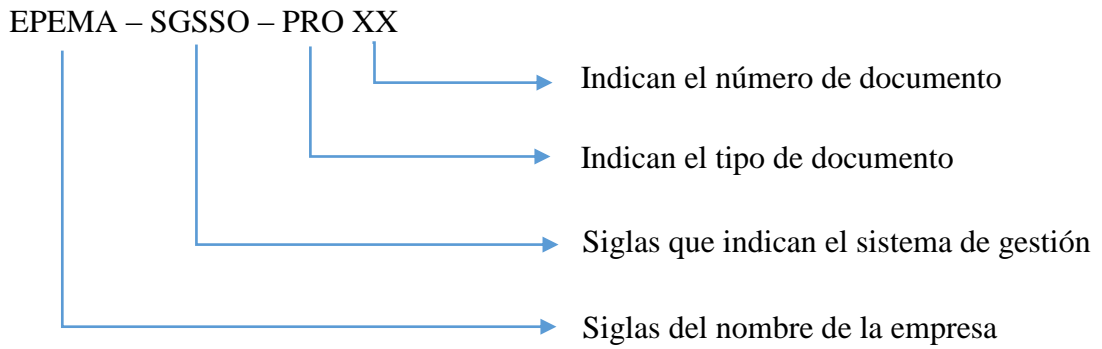 EPEMA – SGSSO – PRO XX
Indican el número de documento
Indican el tipo de documento
Siglas que indican el sistema de gestión
Siglas del nombre de la empresa